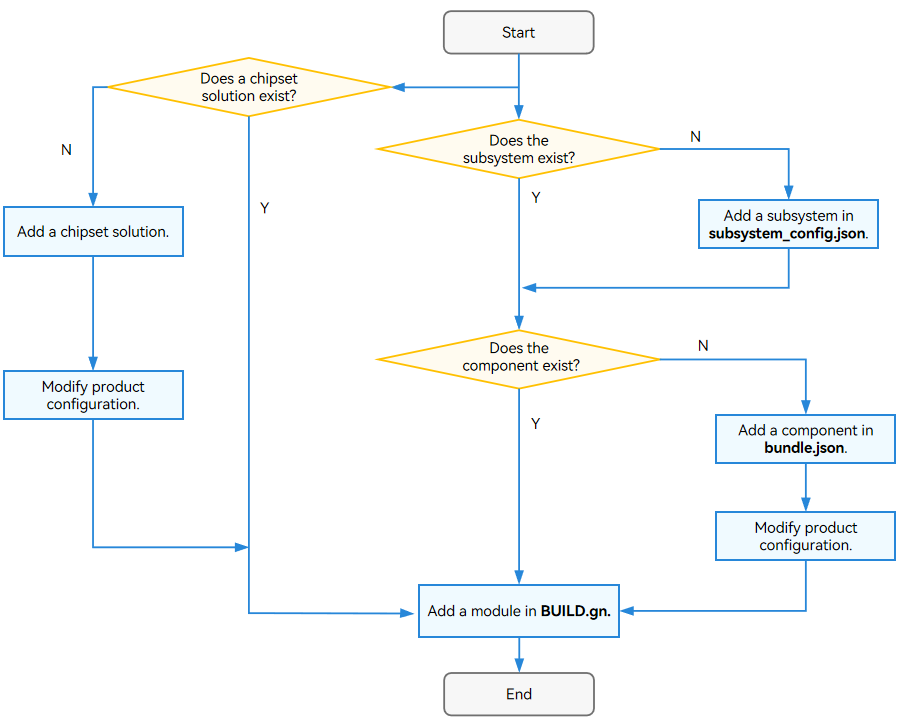 Start
Does a chipset
solution exist?
Does the
subsystem exist?
N
N
Y
Y
Add a subsystem in
subsystem_config.json.
Add a chipset solution.
Does the
component exist?
N
Modify product
configuration.
Y
Add a component in
bundle.json.
Modify product
configuration.
Add a module in BUILD.gn.
End